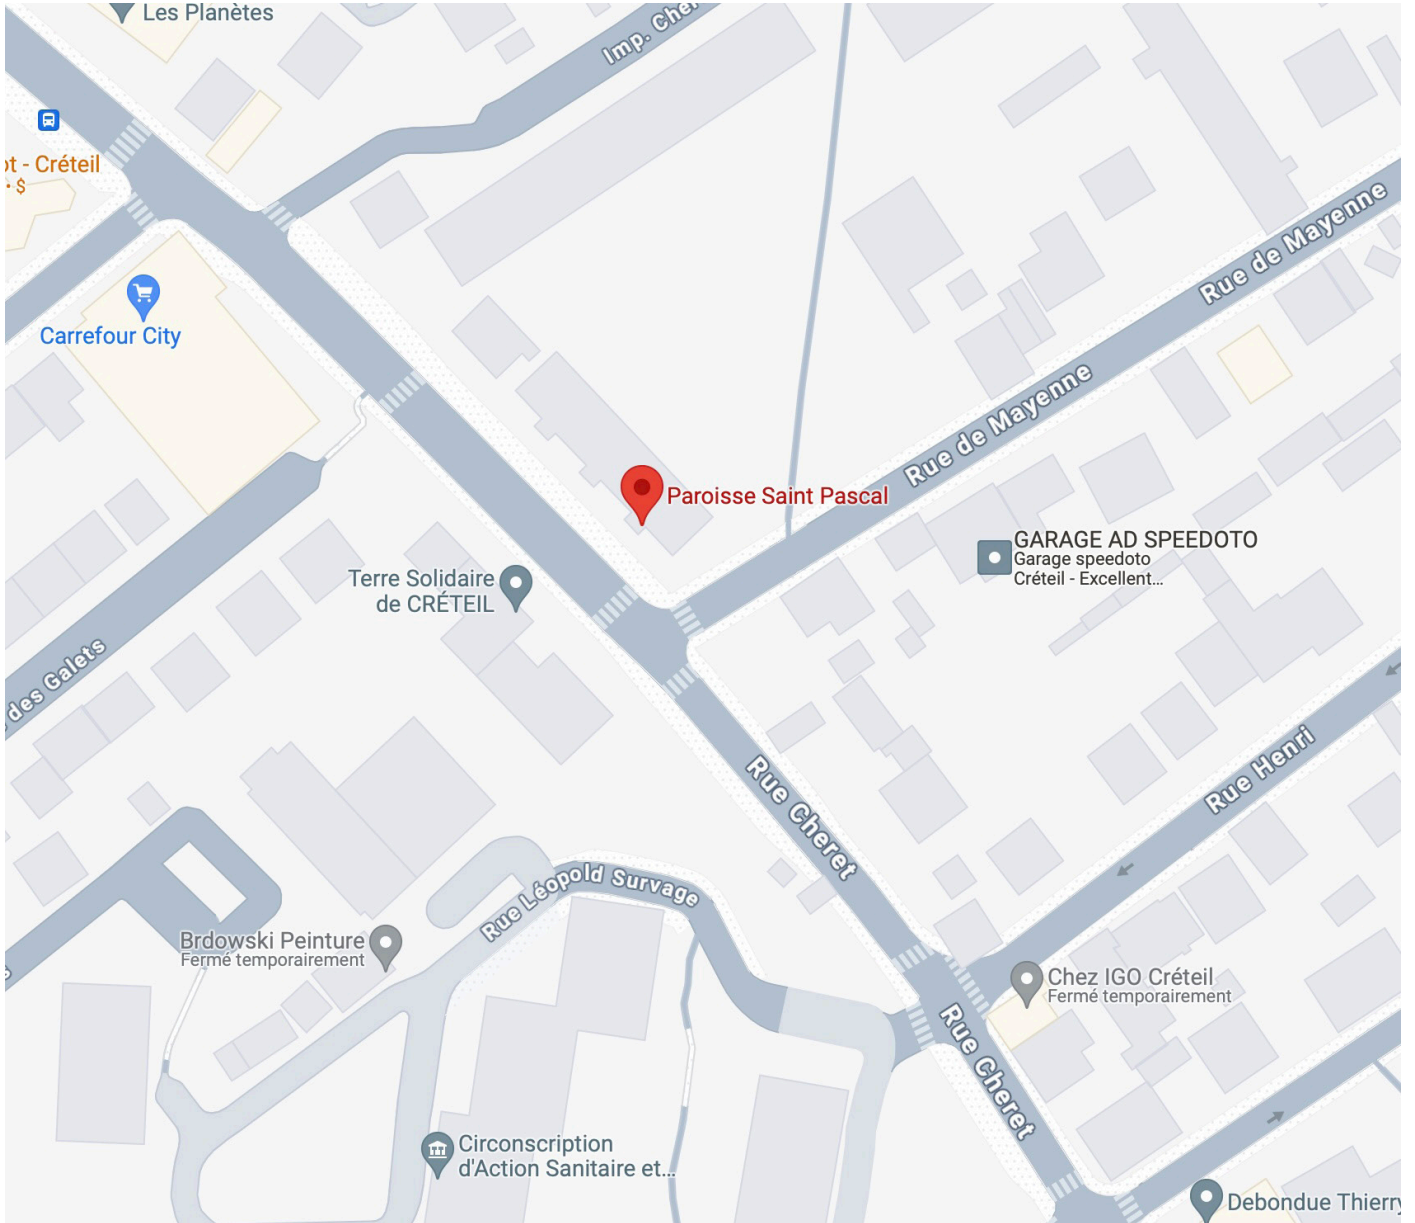 Les Planètes
Imp. Cher
ot - Créteil
· $
Carrefour City
Rue de Mayenne
Rue de Mayenne
Paroisse Saint Pascal
GARAGE AD SPEEDOTO
Garage speedoto
Créteil - Excellent...
Terre Solidaire
de CRÉTEIL
des Galets
Rue Henri
Rue Cheret
Rue Léopold Survage
Brdowski Peinture
Fermé temporairement
Chez IGO Créteil
Fermé temporairement
Rue Cheret
Circonscription
d'Action Sanitaire et...
Debondue Thierry